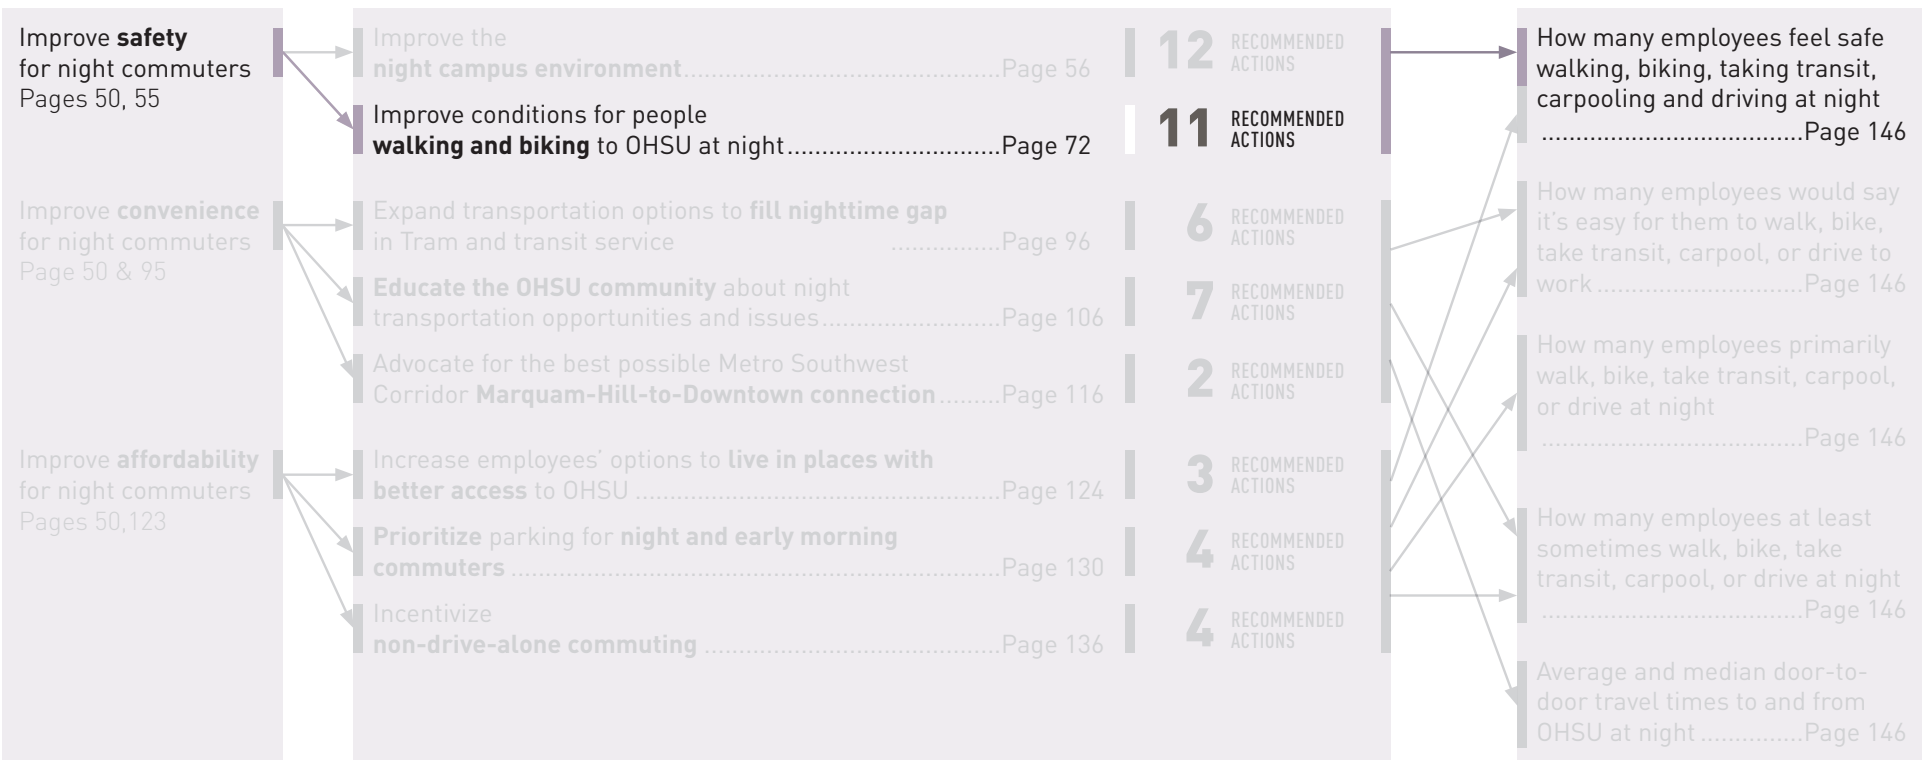 Improve safety
for night commuters
Pages 50, 55
Improve the
night campus environment..............................................Page 56
12 RECOMMENDED
ACTIONS
Improve conditions for people
walking and biking to OHSU at night...............................Page 72
11 RECOMMENDED
ACTIONS
How many employees feel safe
walking, biking, taking transit,
carpooling and driving at night
......................................Page 146
Improve convenience
for night commuters
Page 50 & 95
Expand transportation options to fill nighttime gap
in Tram and transit service ................Page 96
6 RECOMMENDED
ACTIONS
Educate the OHSU community about night
transportation opportunities and issues..........................Page 106
7 RECOMMENDED
ACTIONS
Advocate for the best possible Metro Southwest
Corridor Marquam-Hill-to-Downtown connection.........Page 116
2 RECOMMENDED
ACTIONS
How many employees would say
it's easy for them to walk, bike,
take transit, carpool, or drive to
work..............................Page 146
How many employees primarily
walk, bike, take transit, carpool,
or drive at night
......................................Page 146
Improve affordability
for night commuters
Pages 50,123
Increase employees' options to live in places with
better access to OHSU.....................................................Page 124
3 RECOMMENDED
ACTIONS
Prioritize parking for night and early morning
commuters.......................................................................Page 130
4 RECOMMENDED
ACTIONS
Incentivize
non-drive-alone commuting...........................................Page 136
4 RECOMMENDED
ACTIONS
How many employees at least
sometimes walk, bike, take
transit, carpool, or drive at night
......................................Page 146
Average and median door-to-
door travel times to and from
OHSU at night ...............Page 146